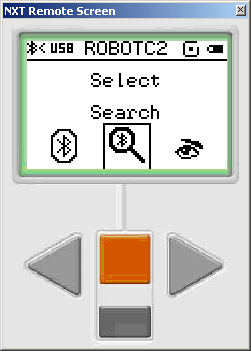 NXT Remote Screen
USB ROBOTC2
Select
Search